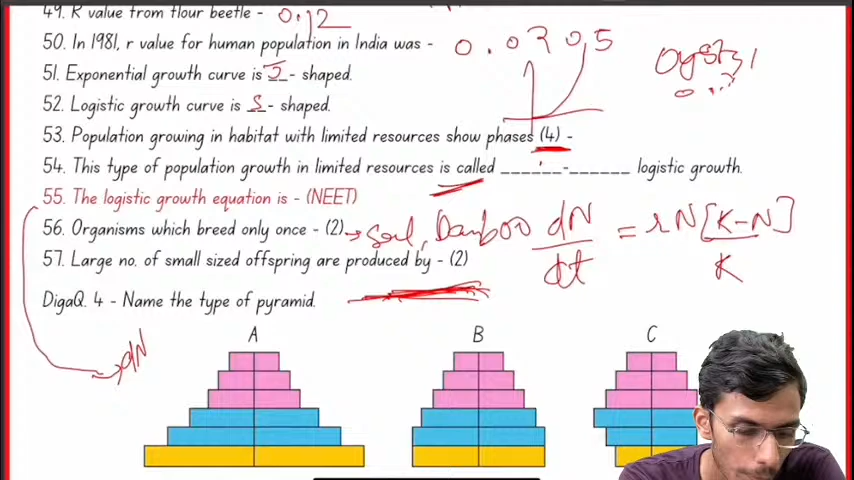 49. R value from flour beetle - 0.12
50. In 1981, r value for human population in India was - 0.0205
51. Exponential growth curve is J - shaped.
52. Logistic growth curve is S - shaped.
53. Population growing in habitat with limited resources show phases (4) -
54. This type of population growth in limited resources is called ______-______ logistic growth.
55. The logistic growth equation is - (NEET)
56. Organisms which breed only once - (2)
dN/dt = rN[K-N/K]
57. Large no. of small sized offspring are produced by - (2)
DigaQ. 4 - Name the type of pyramid.
dN
A B C